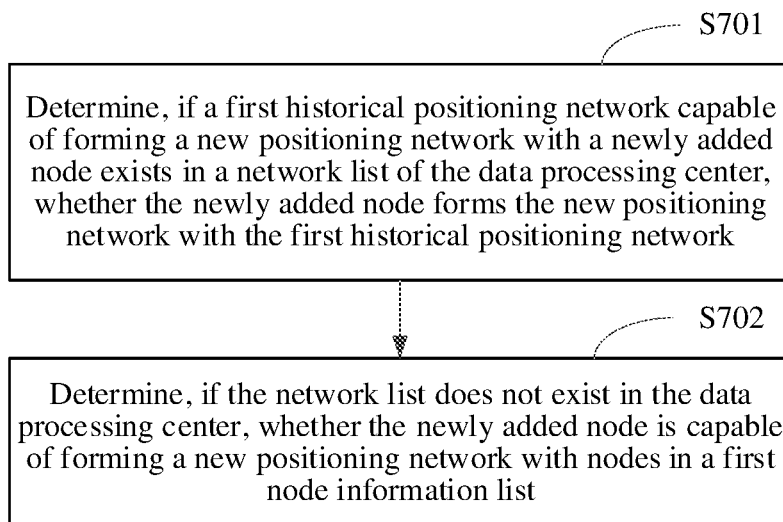 S701
Determine, if a first historical positioning network capable
of forming a new positioning network with a newly added
node exists in a network list of the data processing center,
whether the newly added node forms the new positioning
network with the first historical positioning network
S702
Determine, if the network list does not exist in the data
processing center, whether the newly added node is capable
of forming a new positioning network with nodes in a first
node information list